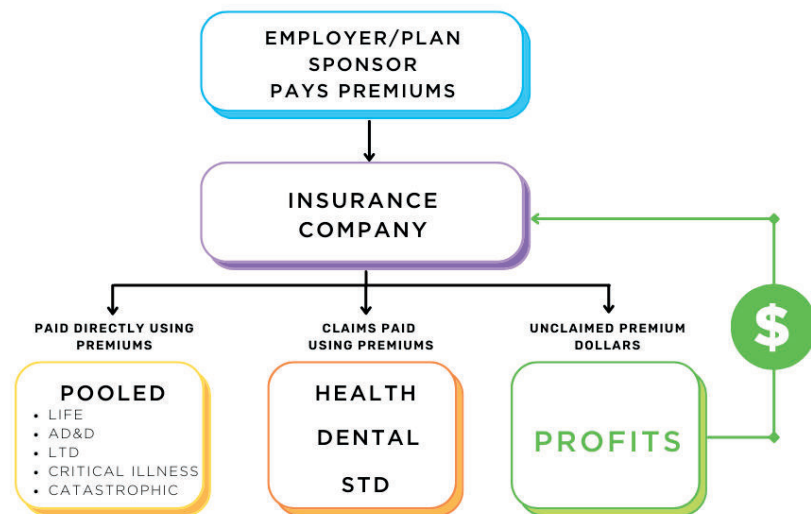 EMPLOYER/PLAN
SPONSOR
PAYS PREMIUMS
INSURANCE
COMPANY
PAID DIRECTLY USING
PREMIUMS
POOLED
• LIFE
• AD&D
• LTD
• CRITICAL ILLNESS
• CATASTROPHIC
CLAIMS PAID
USING PREMIUMS
HEALTH
DENTAL
STD
UNCLAIMED PREMIUM
DOLLARS
PROFITS
$